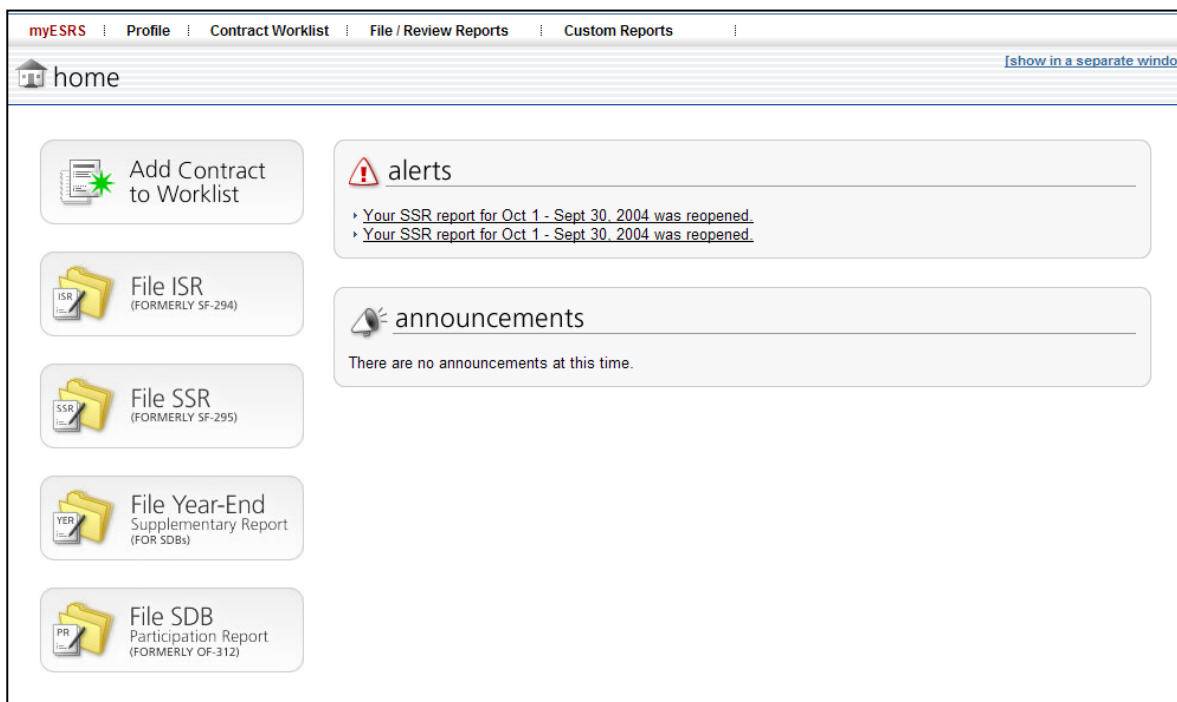 myESRS Profile Contract Worklist File / Review Reports Custom Reports
home
[show in a separate windo
Add Contract
to Worklist
ISR
File ISR
(FORMERLY SF-294)
SSR
File SSR
(FORMERLY SF-295)
YER
File Year-End
Supplementary Report
(FOR SDBs)
PR
File SDB
Participation Report
(FORMERLY OF-312)
alerts
Your SSR report for Oct 1 - Sept 30, 2004 was reopened.
Your SSR report for Oct 1 - Sept 30, 2004 was reopened.
announcements
There are no announcements at this time.